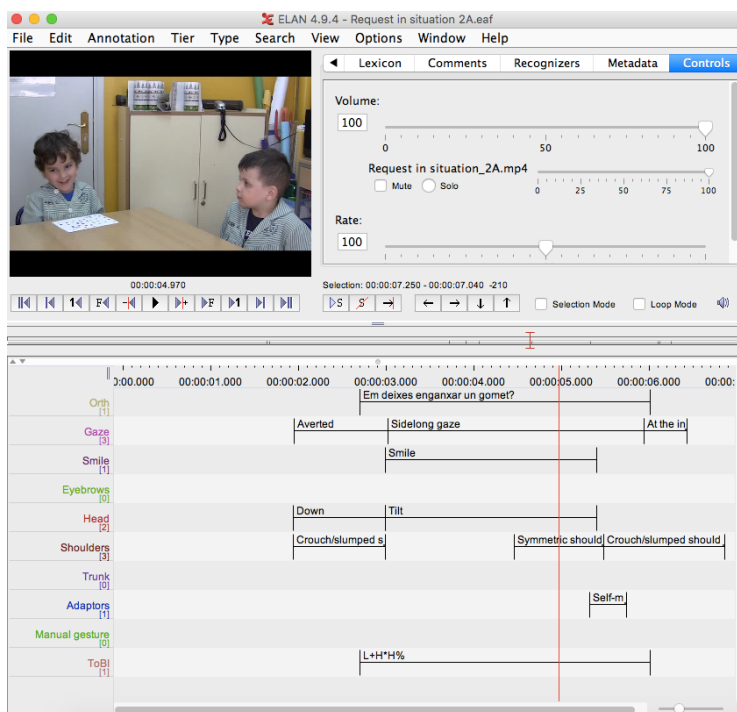 ELAN 4.9.4 - Request in situation 2A.eaf
File Edit Annotation Tier Type Search View Options Window Help
Lexicon Comments Recognizers Metadata Controls
Volume:
100
0 50 100
Request in situation_2A.mp4
Mute Solo
0 25 50 75 100
Rate:
100
00:00:04.970
Selection: 00:00:07.250 - 00:00:07.040 -210
1 F F 1 S S Selection Mode Loop Mode
0:00.000 00:00:01.000 00:00:02.000 00:00:03.000 00:00:04.000 00:00:05.000 00:00:06.000 00:00:
Orth Em deixes enganxar un gomet?
[1]
Gaze Averted Sidelong gaze At the in
[3]
Smile Smile
[1]
Eyebrows
[0]
Head Down Tilt
[2]
Shoulders Crouch/slumped s Symmetric should Crouch/slumped should
[3]
Trunk
[0]
Adaptors Self-m
[1]
Manual gesture
[0]
ToBI L+H*H%
[1]